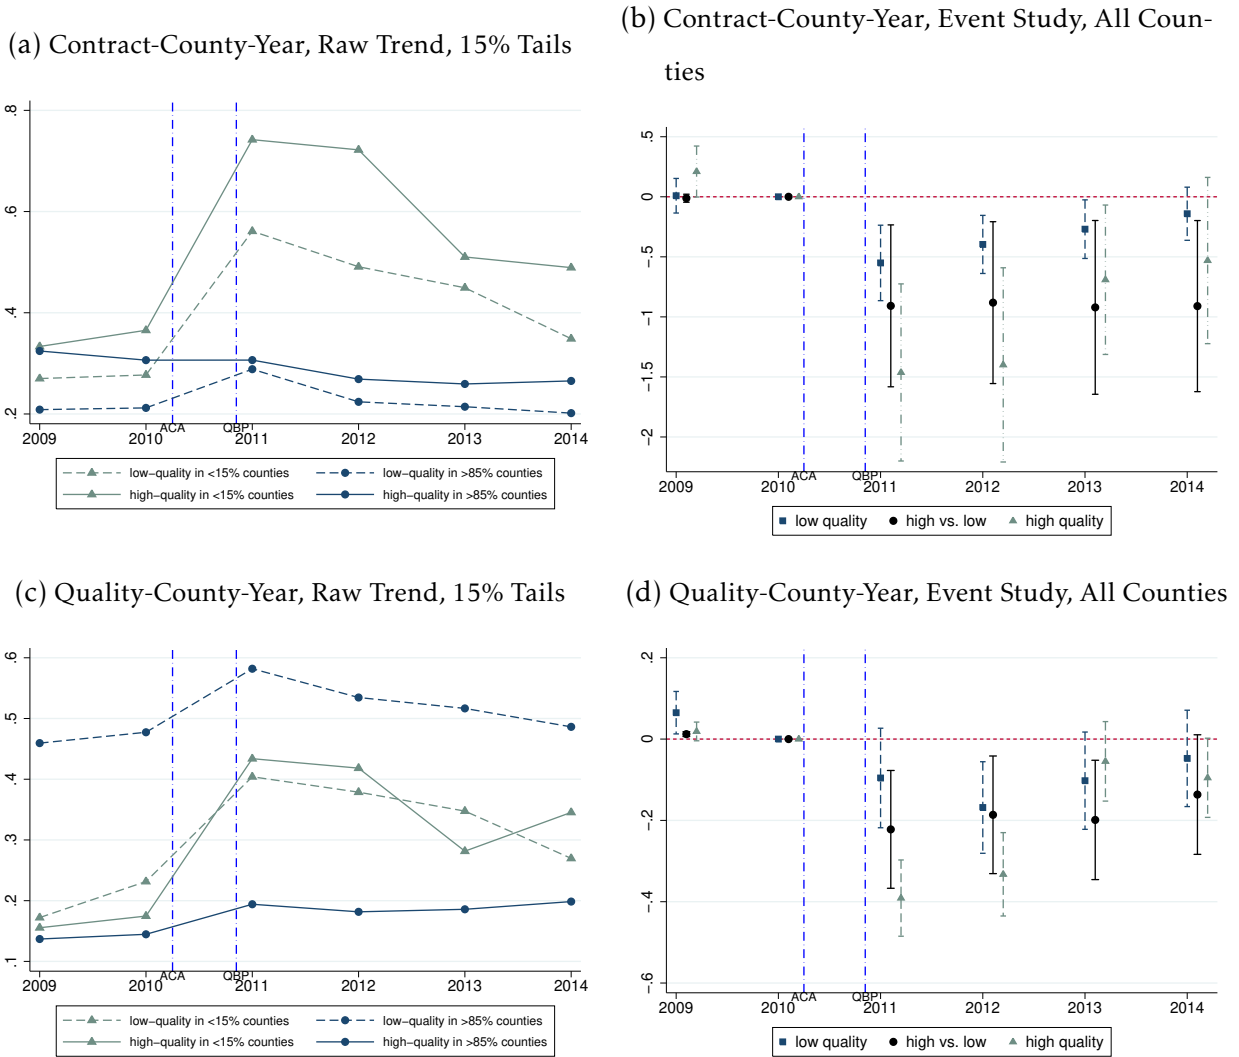 (a) Contract-County-Year, Raw Trend, 15% Tails
.8
.6
.4
.2
2009 2010 2011 2012 2013 2014
ACA QBP
low-quality in <15% counties low-quality in >85% counties
high-quality in <15% counties high-quality in >85% counties
(b) Contract-County-Year, Event Study, All Coun-
ties
.5
0
-.5
-1
-1.5
-2
2009 2010 2011 2012 2013 2014
ACA QBP
low quality high vs. low high quality
(c) Quality-County-Year, Raw Trend, 15% Tails
.6
.5
.4
.3
.2
.1
2009 2010 2011 2012 2013 2014
ACA QBP
low-quality in <15% counties low-quality in >85% counties
high-quality in <15% counties high-quality in >85% counties
(d) Quality-County-Year, Event Study, All Counties
.2
0
-.2
-.4
-.6
2009 2010 2011 2012 2013 2014
ACA QBP
low quality high vs. low high quality